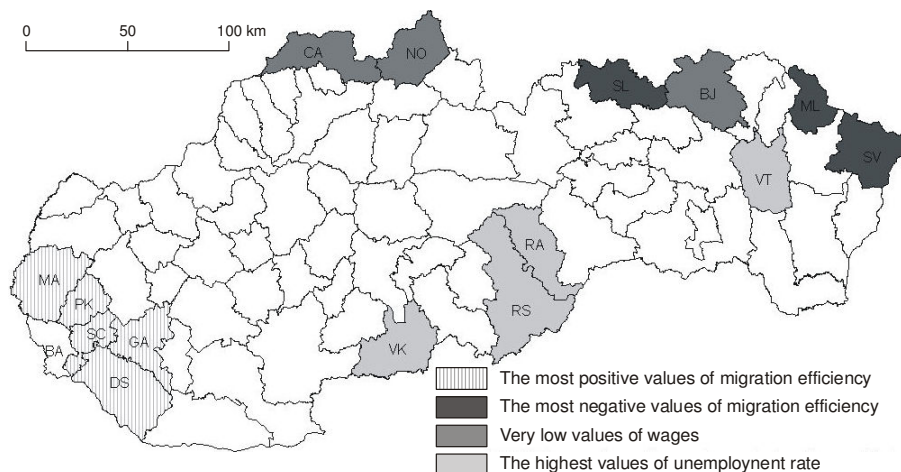 0 50 100 km
CA
NO
SL
BJ
ML
SV
VT
RA
MA
PK
RS
SC
GA
BA
VK
DS
The most positive values of migration efficiency
The most negative values of migration efficiency
Very low values of wages
The highest values of unemploynent rate